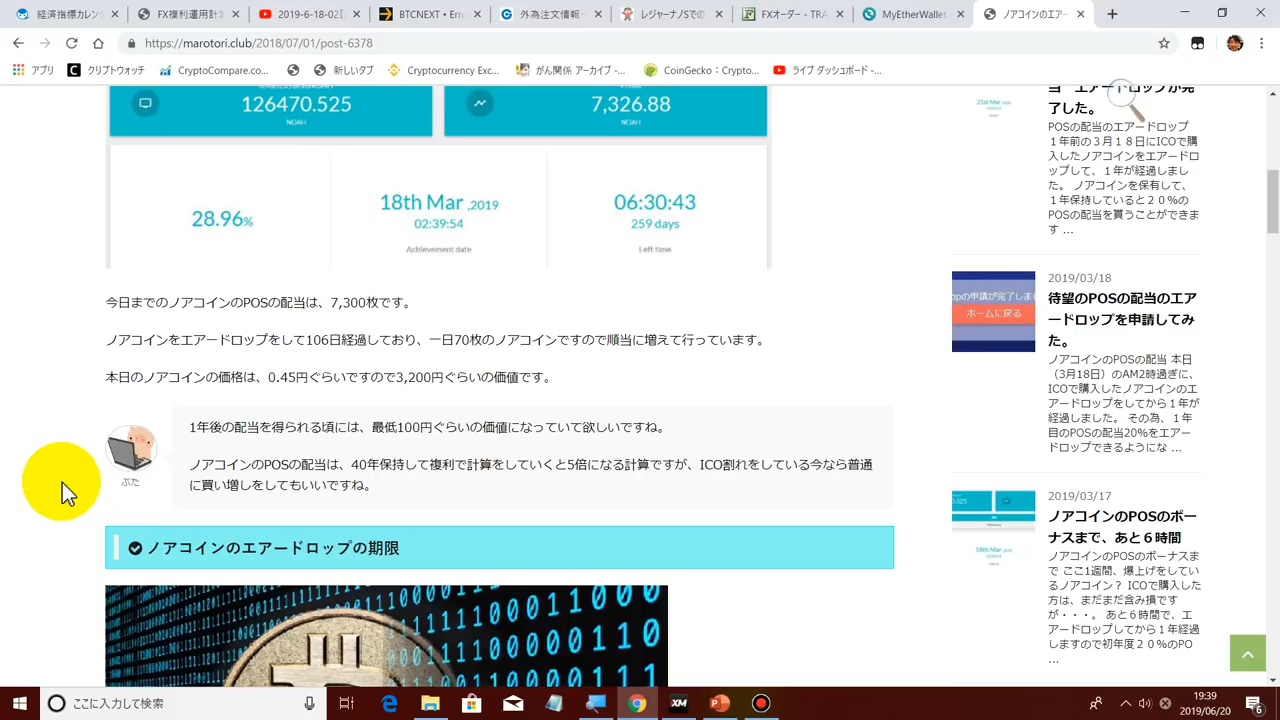 経済指標カレンダ
FX複利運用計
2019-6-18-02【
BTCNEXT • Err
外為注文情報-
トレジャーナルSでの
FXオーダー - FX
MyEtherWallet
ノアコインのエアー
https://marotori.club/2018/07/01/post-6378
アプリ
クリプトウォッチ
CryptoCompare.co...
新しいタブ
Cryptocurrency Exc...
がん関係 アーカイブ -...
CoinGecko : Cryptoc...
ライブ ダッシュボード - ...
126470.525
NOAH
7,326.88
NOAH
28.96%
18th Mar ,2019
02:39:54
Achievement date
06:30:43
259 days
Left time
今日までのノアコインのPOSの配当は、7,300枚です。
ノアコインをエアードロップをして106日経過しており、一日70枚のノアコインですので順当に増えて行っています。
本日のノアコインの価格は、0.45円ぐらいですので3,200円ぐらいの価値です。
1年後の配当を得られる頃には、最低100円ぐらいの価値になっていて欲しいですね。
ノアコインのPOSの配当は、40年保持して複利で計算をしていくと5倍になる計算ですが、ICO割れをしている今なら普通
に買い増しをしてもいいですね。
ぶた
ノアコインのエアードロップの期限
当 エアードロップが完
了した。
POSの配当のエアードロップ
１年前の３月１８日にICOで購
入したノアコインをエアードロ
ップして、１年が経過しまし
た。 ノアコインを保有して、
１年保持していると２０％の
POSの配当を貰うことができま
す ...
2019/03/18
待望のPOSの配当のエア
ードロップを申請してみ
た。
ノアコインのPOSの配当 本日
（3月18日）のAM2時過ぎに、
ICOで購入したノアコインのエ
アードロップをしてから１年が
経過しました。 その為、１年
目のPOSの配当20%をエアー
ドロップできるようにな ...
ppの申請が完了しま
ホームに戻る
2019/03/17
ノアコインのPOSのボー
ナスまで、あと６時間
ノアコインのPOSのボーナスま
で ここ1週間、爆上げをしてい
るノアコイン？ ICOで購入した
方は、まだまだ含み損です
が・・・。 あと６時間で、エ
アードロップしてから１年経過
しますので初年度２０％のPO
...
ここに入力して検索
19:39
2019/06/20
6